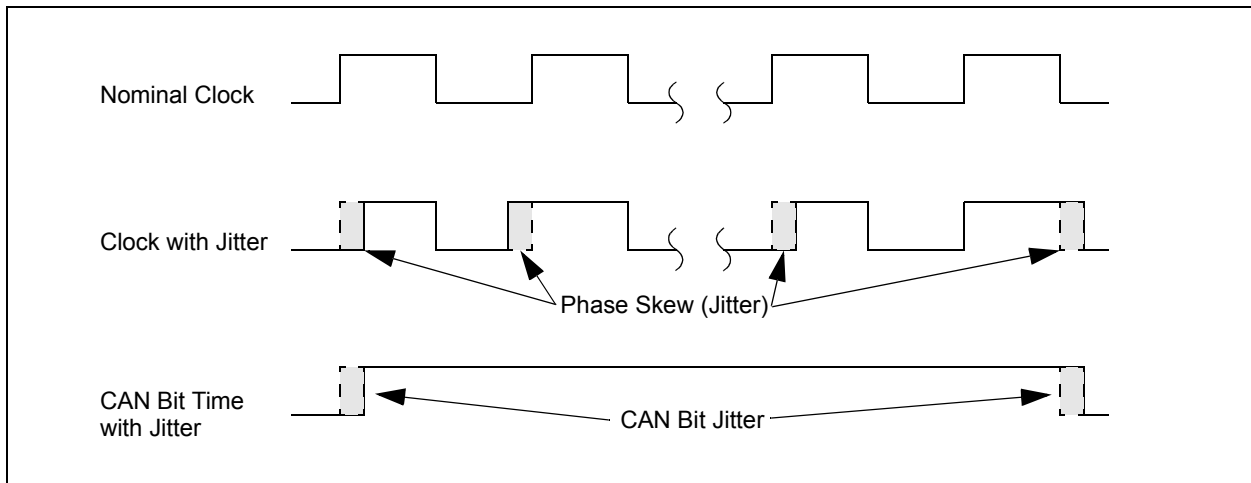 Nominal Clock
Clock with Jitter
Phase Skew (Jitter)
CAN Bit Time
with Jitter
CAN Bit Jitter